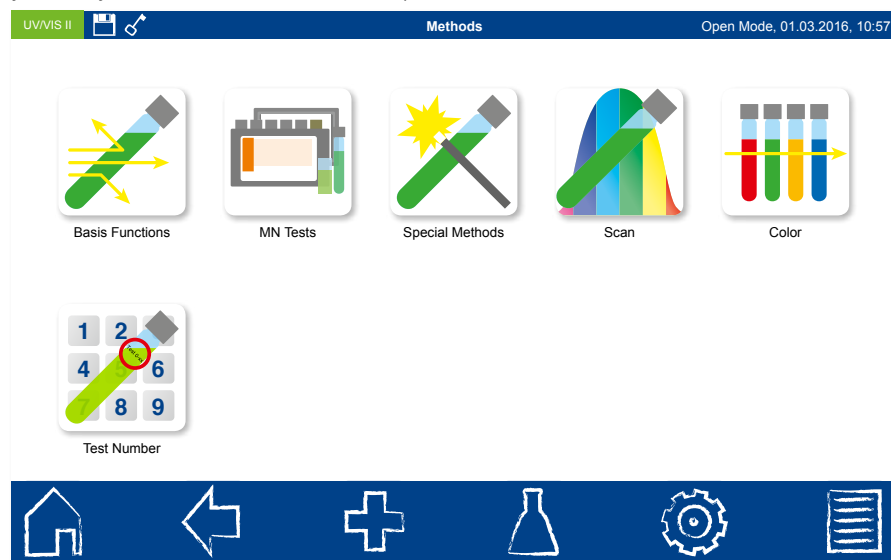 UV/VIS II
Methods
Open Mode, 01.03.2016, 10:57
Basis Functions
MN Tests
Special Methods
Scan
Color
1 2
4 5 6
7 8 9
Test Number